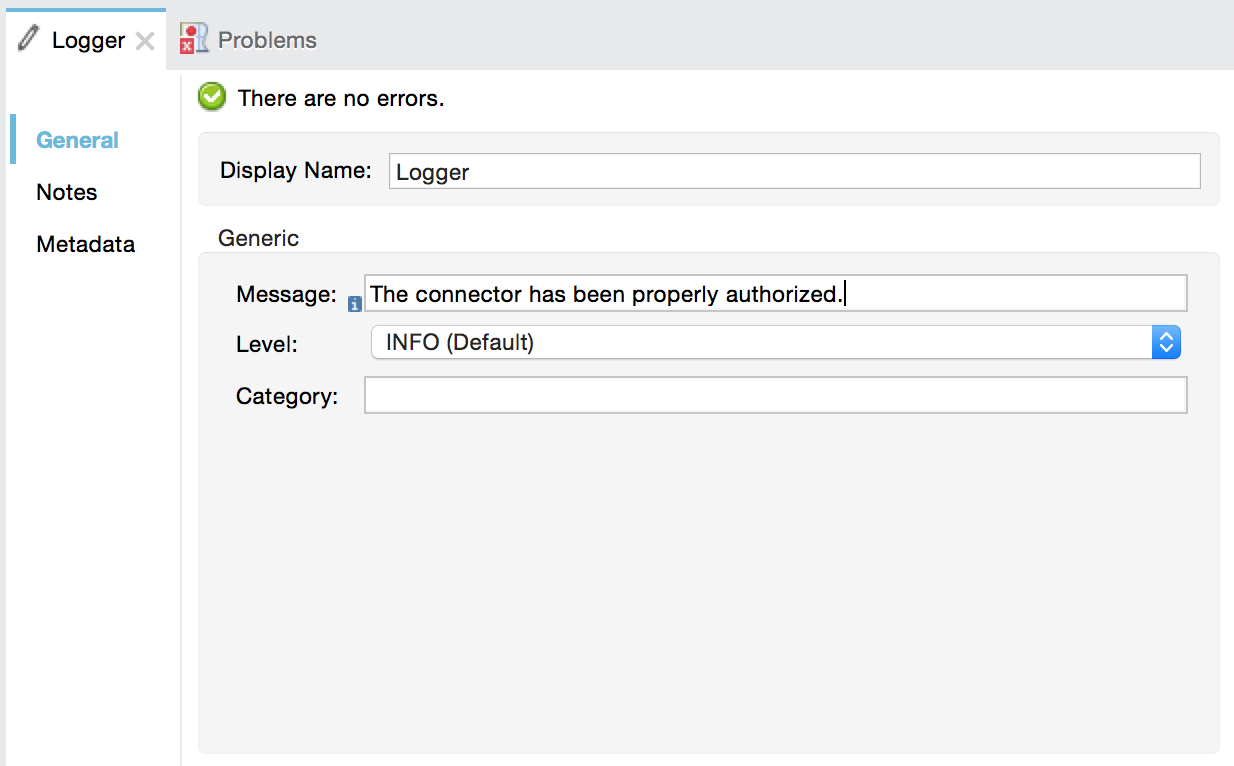 Logger
Problems
There are no errors.
General
Notes
Metadata
Display Name: Logger
Generic
Message: The connector has been properly authorized.
Level: INFO (Default)
Category: